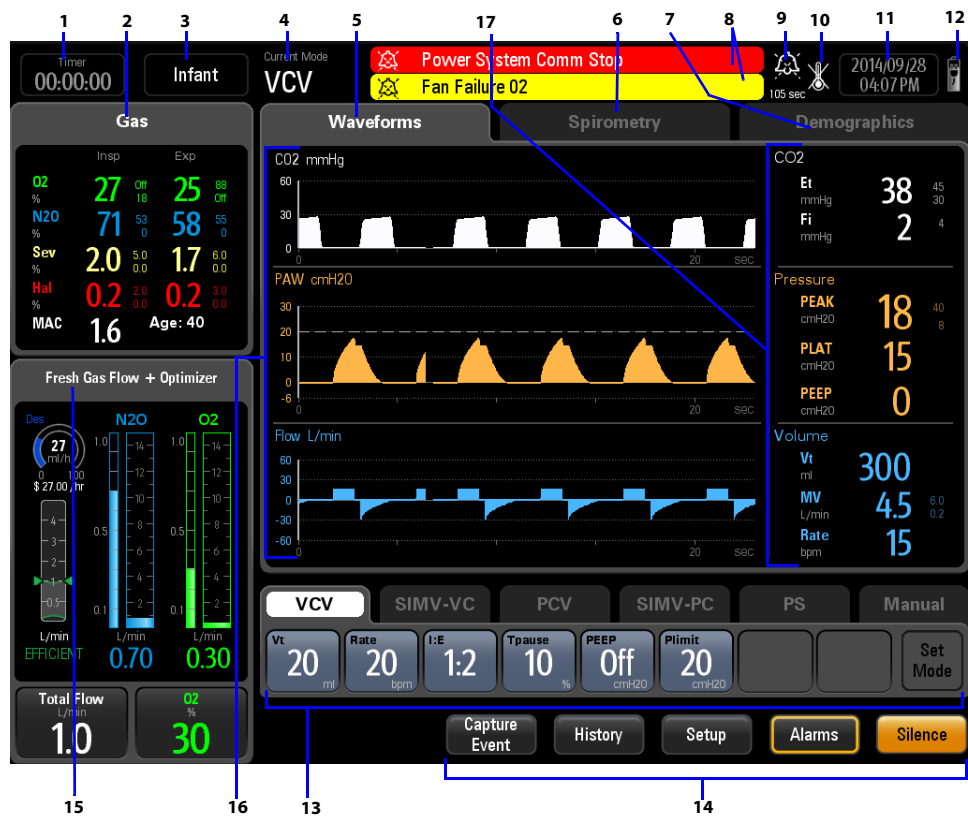 1 2 3 4 5 17 6 7 8 9 10 11 12
Timer
00:00:00
Infant
Current Mode
VCV
Power System Comm Stop
Fan Failure 02
105 sec
2014/09/28
04:07 PM
Gas
Insp Exp
O2 % 27 Off 18 25 88 Off
N2O % 71 53 0 58 55 0
Sev % 2.0 5.0 0.0 1.7 6.0 0.0
Hal % 0.2 2.0 0.0 0.2 3.0 0.0
MAC 1.6 Age: 40
Waveforms Spirometry Demographics
CO2 mmHg
60
30
0
0 20 sec
PAW cmH2O
30
20
10
0
-6
0 20 sec
Flow L/min
60
30
0
-30
-60
0 20 sec
CO2
Et mmHg 38 45 30
Fi mmHg 2 4
Pressure
PEAK cmH2O 18 40 8
PLAT cmH2O 15
PEEP cmH2O 0
Volume
Vt ml 300
MV L/min 4.5 6.0 0.2
Rate bpm 15
16
Fresh Gas Flow + Optimizer
Des N2O O2
27
ml/h
0 100
$ 27.00 /hr
4
3
2
1
0.5
L/min
EFFICIENT
1.0
0.5
0.1
14
12
10
8
6
4
2
L/min
0.70
1.0
0.5
0.1
14
12
10
8
6
4
2
L/min
0.30
Total Flow
L/min
1.0
O2
%
30
VCV SIMV-VC PCV SIMV-PC PS Manual
Vt 20 ml
Rate 20 bpm
I:E 1:2
Tpause 10 %
PEEP Off cmH2O
Plimit 20 cmH2O
Set
Mode
Capture
Event
History
Setup
Alarms
Silence
15 16 13 14